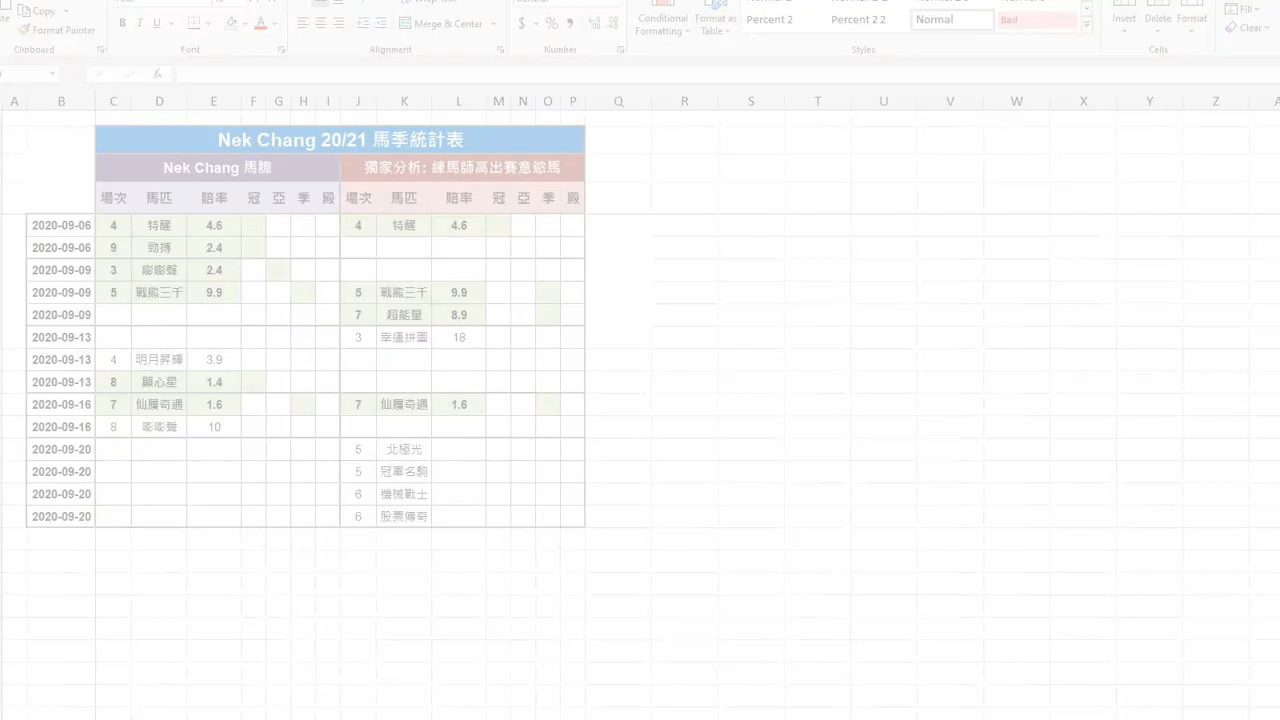 Copy
Merge & Center
General
Conditional
Format as
Percent 2
Percent 2 2
Normal
Bad
Insert
Delete
Format
Fill
Format Painter
B I U
Formatting
Table
Clear
Clipboard
Font
Alignment
Number
Styles
Cells
fx
A B C D E F G H I J K L M N O P Q R S T U V W X Y Z
Nek Chang 20/21 馬季統計表
Nek Chang 馬膽 獨家分析: 練馬師高出賽意慾馬
場次 馬匹 賠率 冠 亞 季 殿 場次 馬匹 賠率 冠 亞 季 殿
2020-09-06 4 特醒 4.6 4 特醒 4.6
2020-09-06 9 勁搏 2.4
2020-09-09 3 2.4
2020-09-09 5 戰熊三千 9.9 5 戰熊三千 9.9
2020-09-09 7 超能量 8.9
2020-09-13 3 幸運拼圖 18
2020-09-13 4 明月昇輝 3.9
2020-09-13 8 顧心星 1.4
2020-09-16 7 仙履奇遇 1.6 7 仙履奇遇 1.6
2020-09-16 8 嘭嘭聲 10
2020-09-20 5 北極光
2020-09-20 5 冠軍名駒
2020-09-20 6 機械戰士
2020-09-20 6 股票傳奇